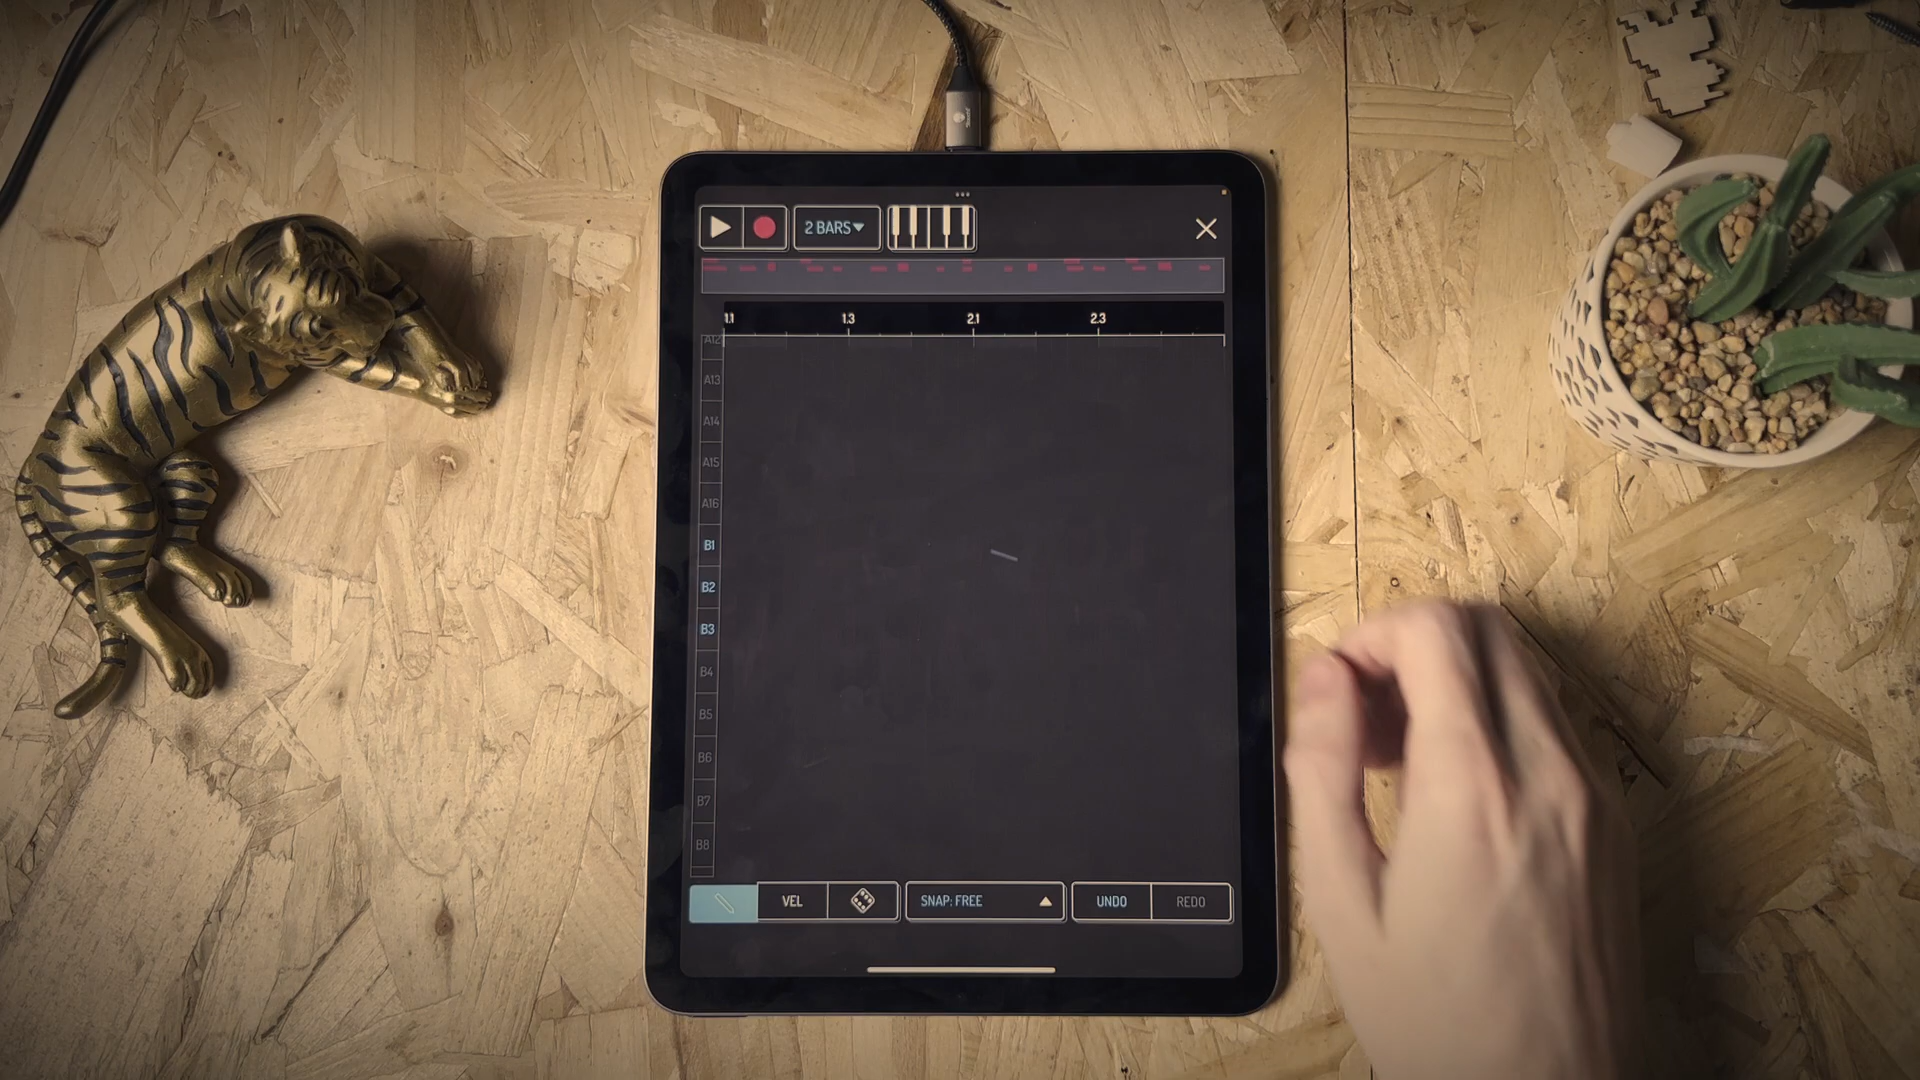 2 BARS
1.1 1.3 2.1 2.3
A12
A13
A14
A15
A16
B1
B2
B3
B4
B5
B6
B7
B8
VEL SNAP: FREE UNDO REDO